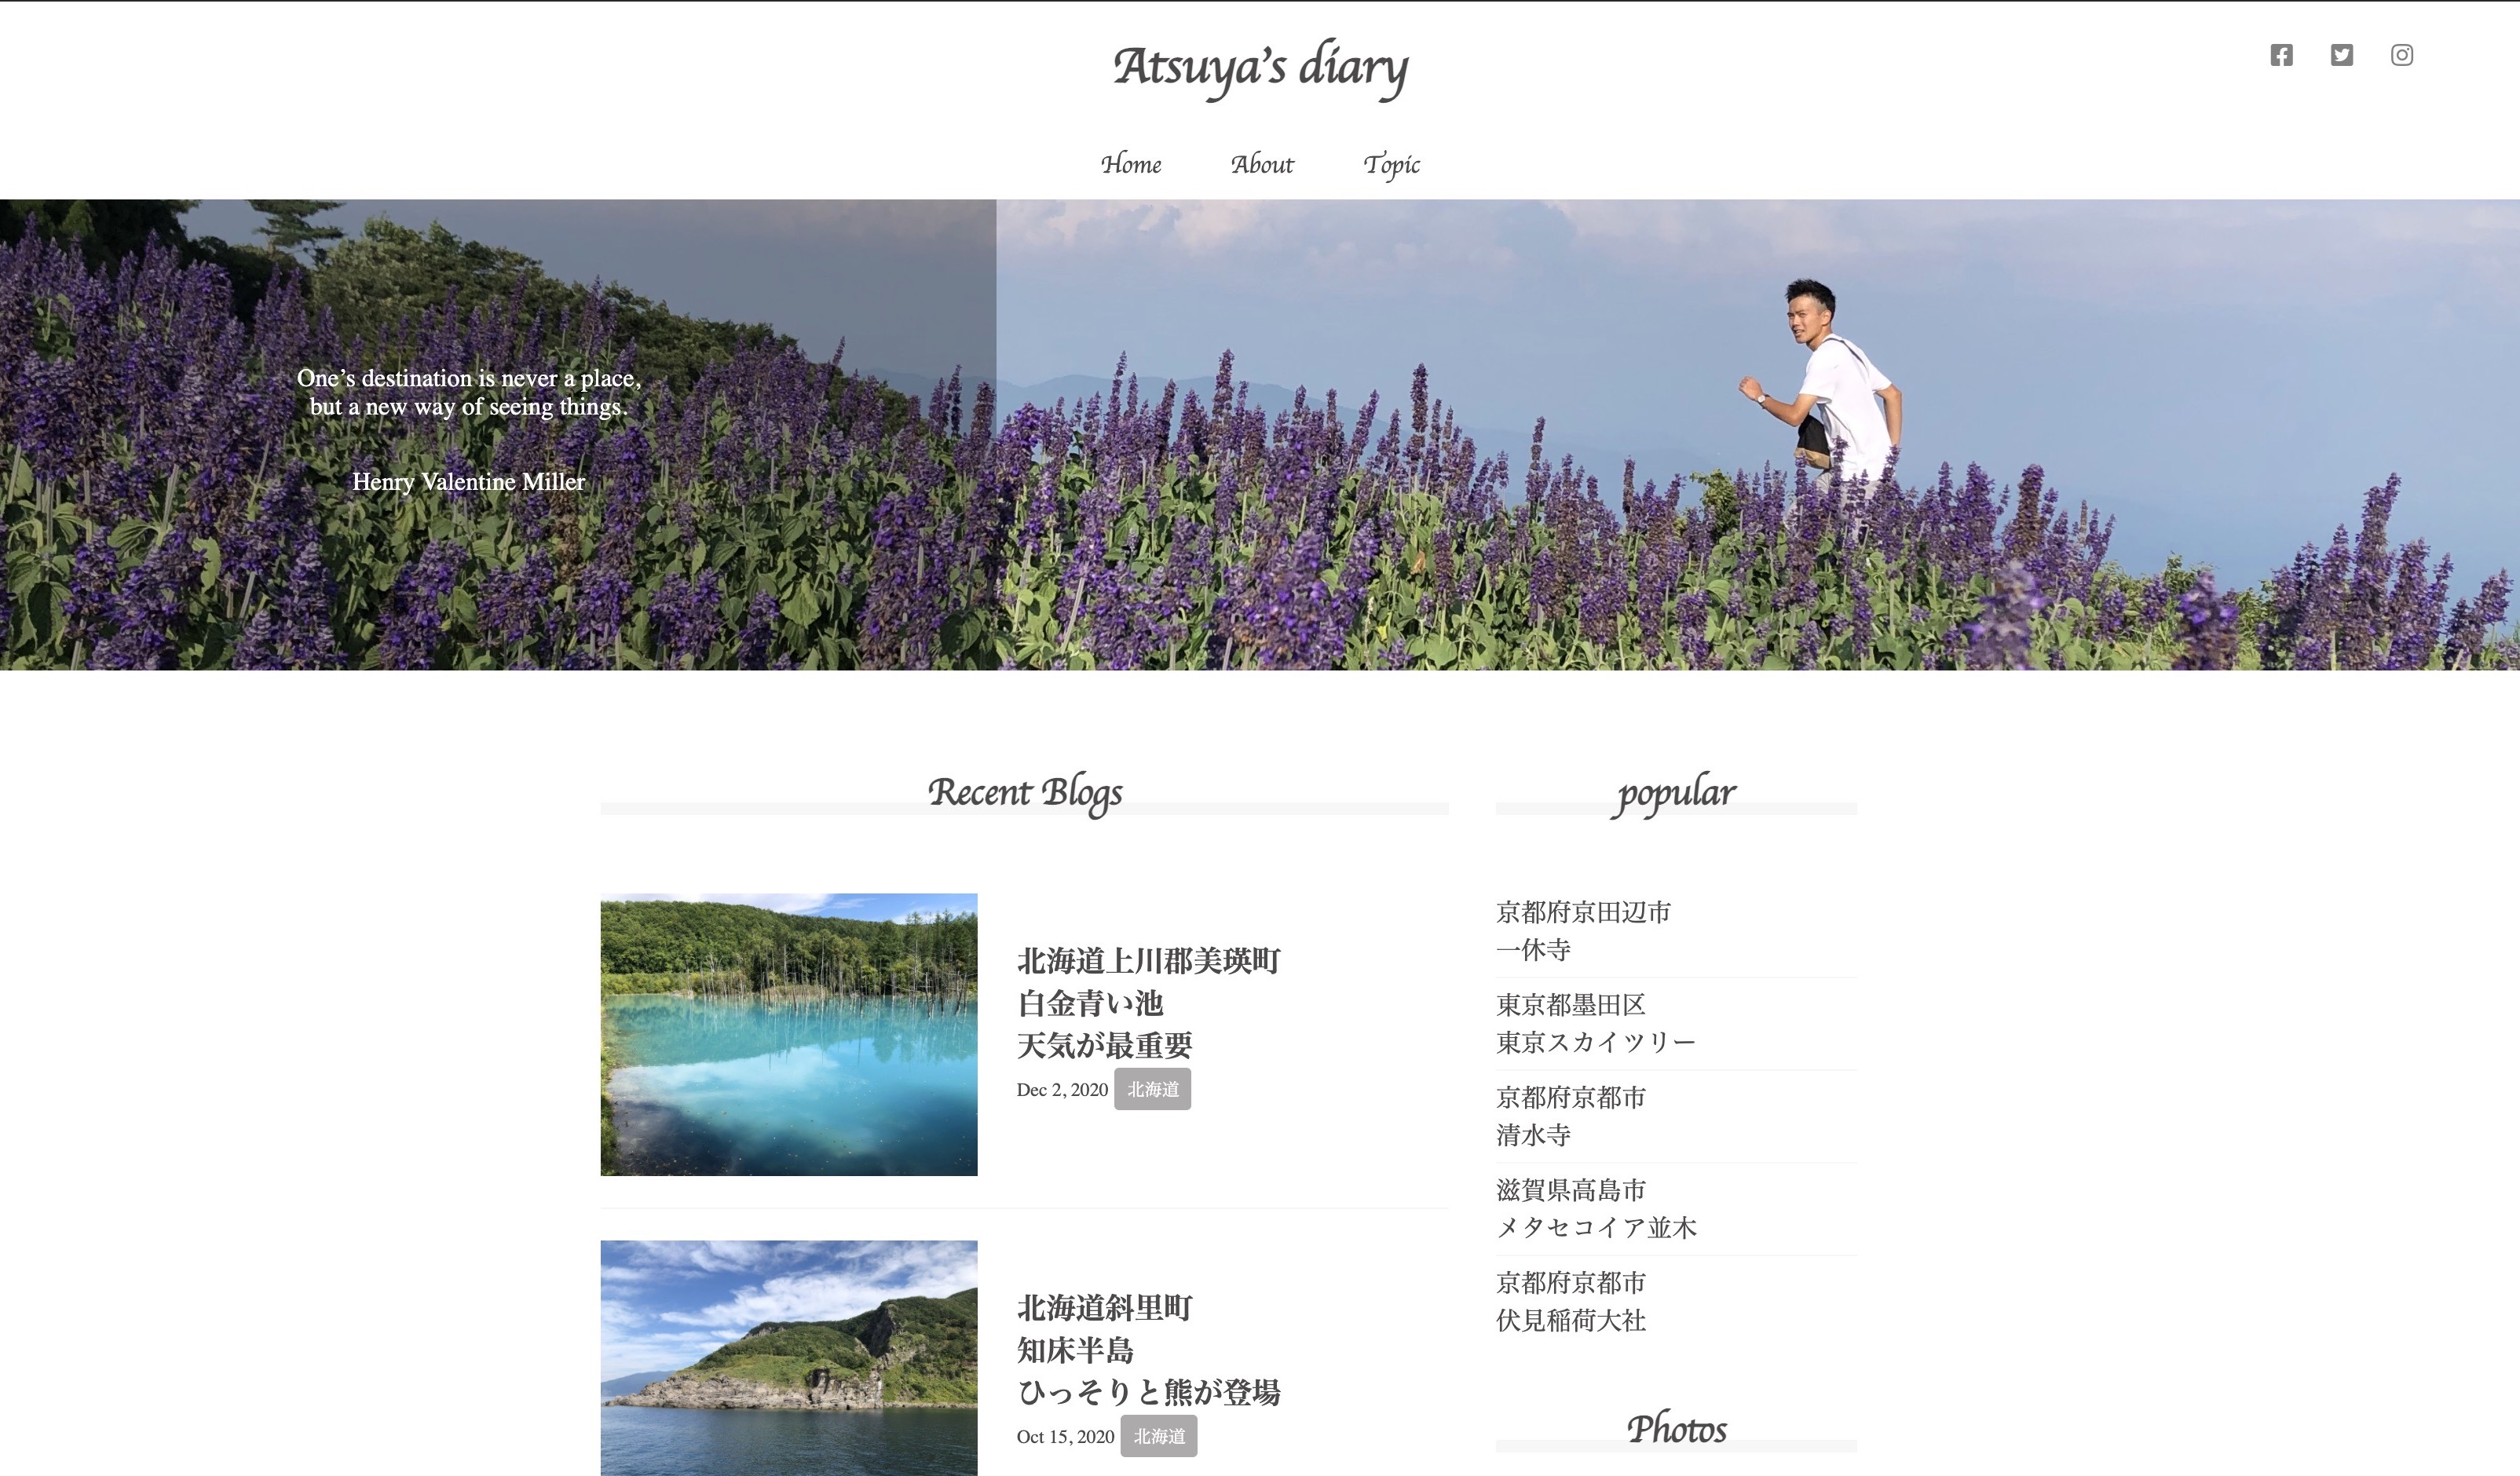 Atsuya's diary
Home About Topic
One's destination is never a place,
but a new way of seeing things.
Henry Valentine Miller
Recent Blogs
北海道上川郡美瑛町
白金青い池
天気が最重要
Dec 2, 2020 北海道
北海道斜里町
知床半島
ひっそりと熊が登場
Oct 15, 2020 北海道
popular
京都府京田辺市
一休寺
東京都墨田区
東京スカイツリー
京都府京都市
清水寺
滋賀県高島市
メタセコイア並木
京都府京都市
伏見稲荷大社
Photos